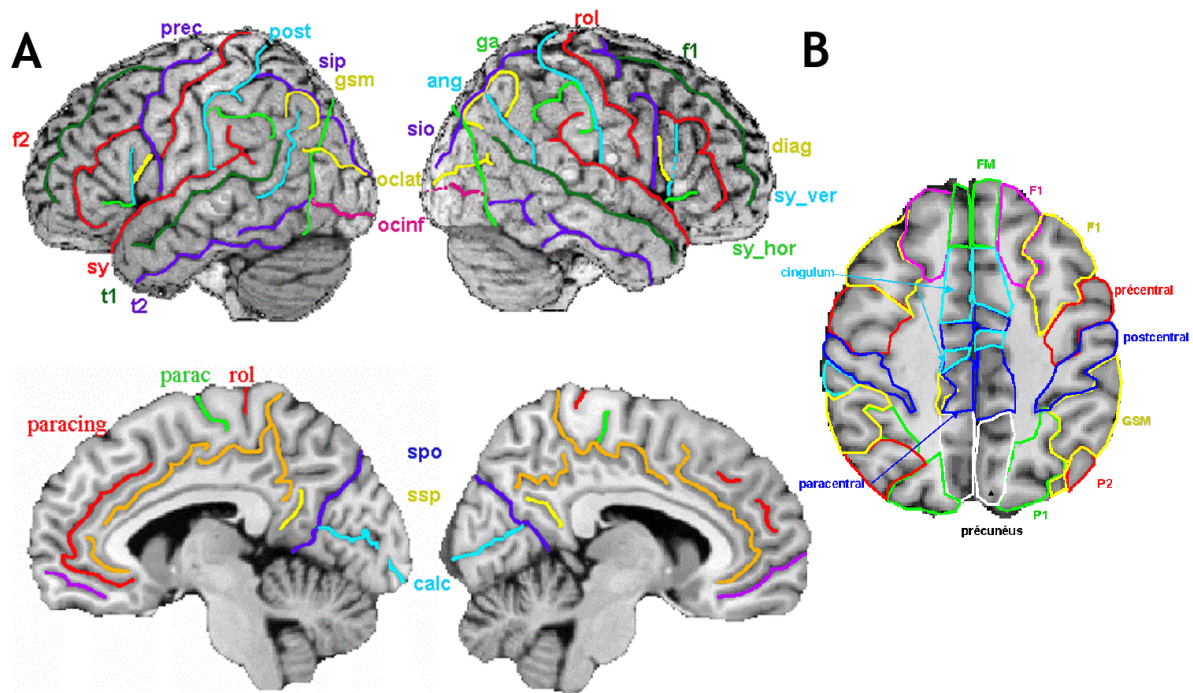 A
prec
post
sip
gsm
f2
oclat
ocinf
sy
t1
t2
rol
ga
f1
ang
sio
diag
sy_ver
sy_hor
parac
rol
paracing
spo
ssp
calc
B
FM
F1
F1
cingulum
précentral
postcentral
GSM
paracentral
P2
P1
précunéus